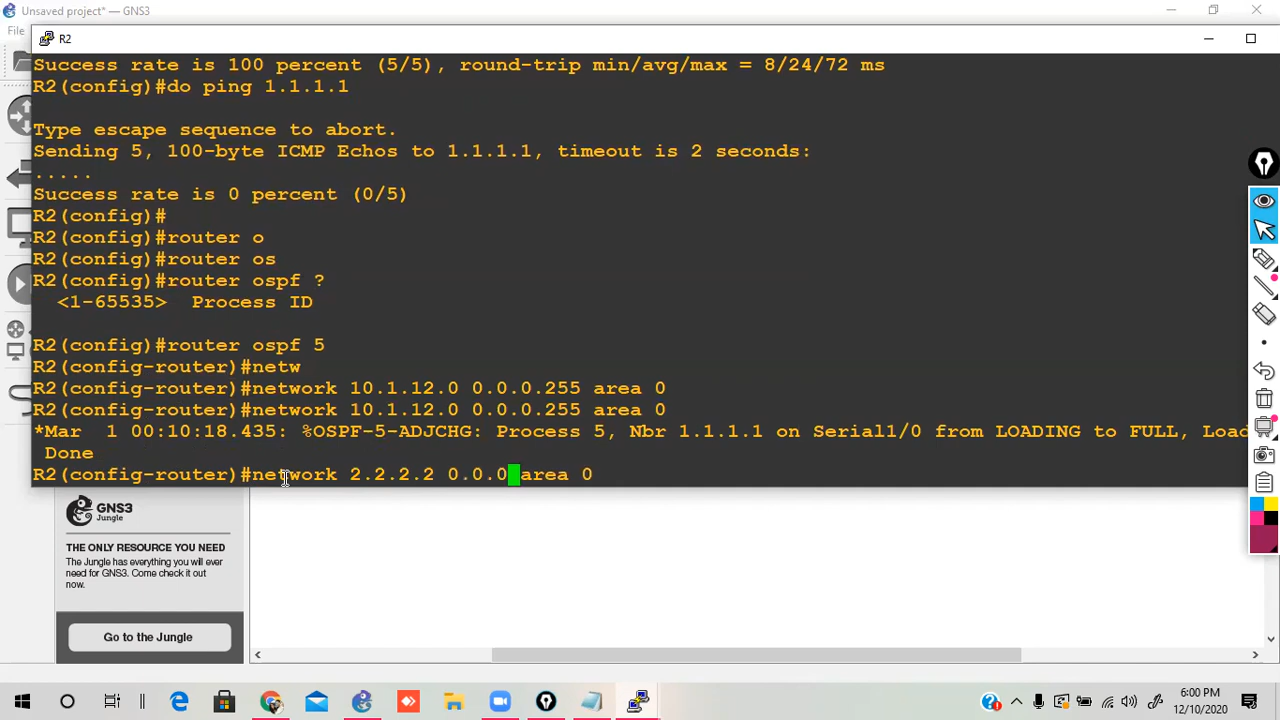 Unsaved project* — GNS3
File
R2
Success rate is 100 percent (5/5), round-trip min/avg/max = 8/24/72 ms
R2(config)#do ping 1.1.1.1
Type escape sequence to abort.
Sending 5, 100-byte ICMP Echos to 1.1.1.1, timeout is 2 seconds:
.....
Success rate is 0 percent (0/5)
R2(config)#
R2(config)#router o
R2(config)#router os
R2(config)#router ospf ?
<1-65535> Process ID
R2(config)#router ospf 5
R2(config-router)#netw
R2(config-router)#network 10.1.12.0 0.0.0.255 area 0
R2(config-router)#network 10.1.12.0 0.0.0.255 area 0
*Mar 1 00:10:18.435: %OSPF-5-ADJCHG: Process 5, Nbr 1.1.1.1 on Serial1/0 from LOADING to FULL, Load
Done
R2(config-router)#network 2.2.2.2 0.0.0 area 0
GNS3
Jungle
THE ONLY RESOURCE YOU NEED
The Jungle has everything you will ever
need for GNS3. Come check it out
now.
Go to the Jungle
6:00 PM
12/10/2020